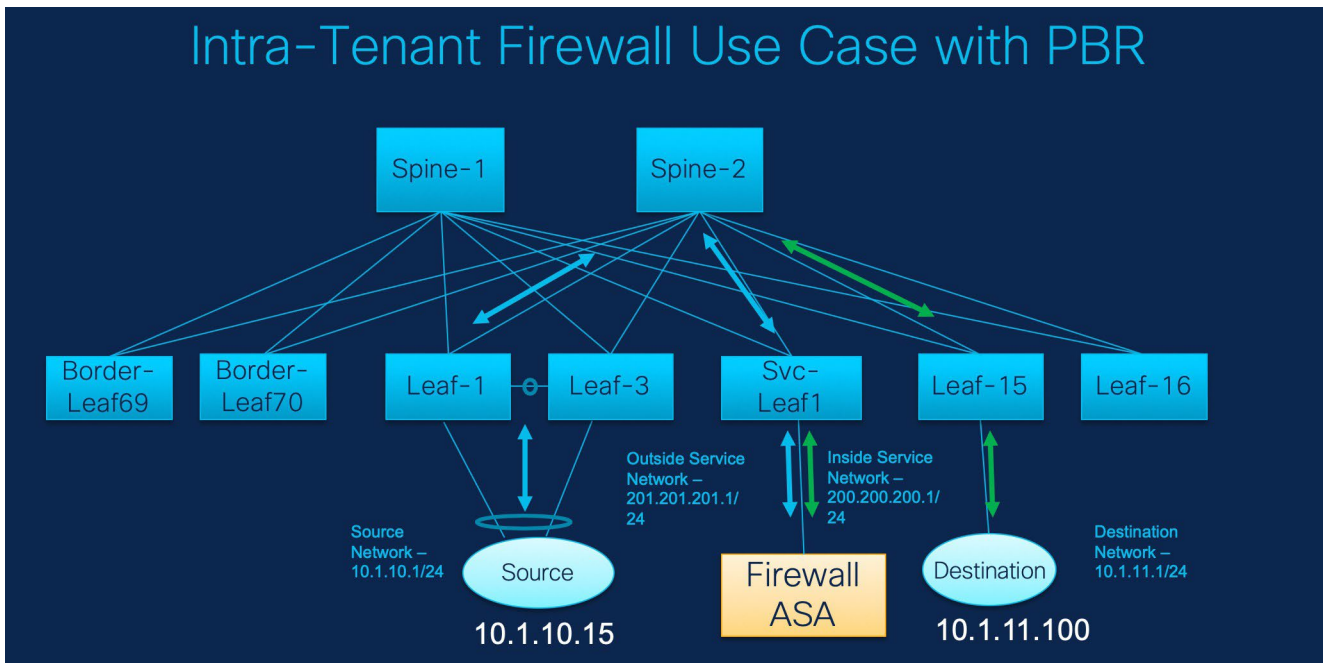 Intra-Tenant Firewall Use Case with PBR
Spine-1
Spine-2
Border-
Leaf69
Border-
Leaf70
Leaf-1
Leaf-3
Svc-
Leaf1
Leaf-15
Leaf-16
Outside Service
Network –
201.201.201.1/
24
Inside Service
Network –
200.200.200.1/
24
Source
Network –
10.1.10.1/24
Destination
Network –
10.1.11.1/24
Source
Firewall
ASA
Destination
10.1.10.15
10.1.11.100